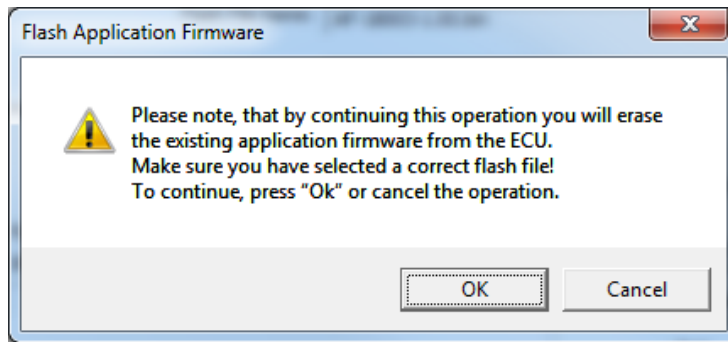 Flash Application Firmware
Please note, that by continuing this operation you will erase
the existing application firmware from the ECU.
Make sure you have selected a correct flash file!
To continue, press “Ok” or cancel the operation.
OK
Cancel